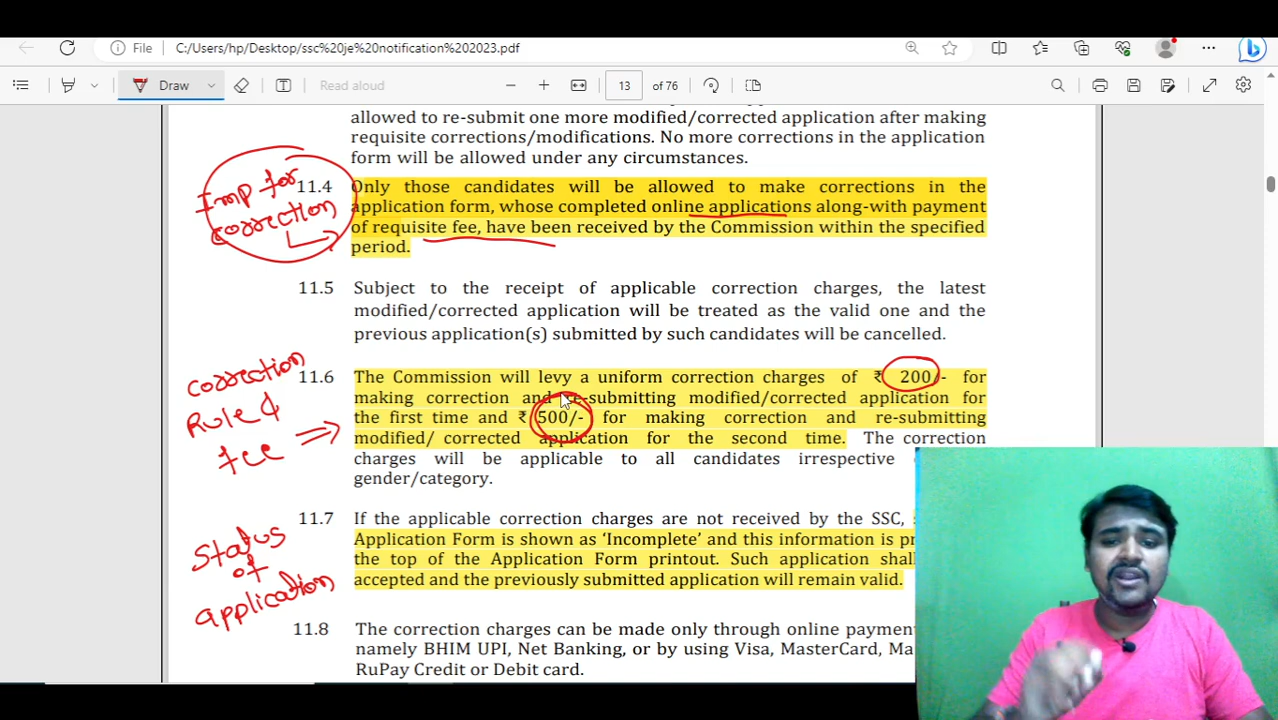 File C:/Users/hp/Desktop/ssc%20je%20notification%202023.pdf
Draw Read aloud 13 of 76
allowed to re-submit one more modified/corrected application after making
requisite corrections/modifications. No more corrections in the application
form will be allowed under any circumstances.
Imp for
correction
11.4 Only those candidates will be allowed to make corrections in the
application form, whose completed online applications along-with payment
of requisite fee, have been received by the Commission within the specified
period.
11.5 Subject to the receipt of applicable correction charges, the latest
modified/corrected application will be treated as the valid one and the
previous application(s) submitted by such candidates will be cancelled.
correction
Rule &
fee
11.6 The Commission will levy a uniform correction charges of ₹ 200/- for
making correction and re-submitting modified/corrected application for
the first time and ₹ 500/- for making correction and re-submitting
modified/ corrected application for the second time. The correction
charges will be applicable to all candidates irrespective
gender/category.
Status
of
application
11.7 If the applicable correction charges are not received by the SSC,
Application Form is shown as ‘Incomplete’ and this information is
the top of the Application Form printout. Such application
accepted and the previously submitted application will remain valid.
11.8 The correction charges can be made only through online
namely BHIM UPI, Net Banking, or by using Visa, MasterCard,
RuPay Credit or Debit card.